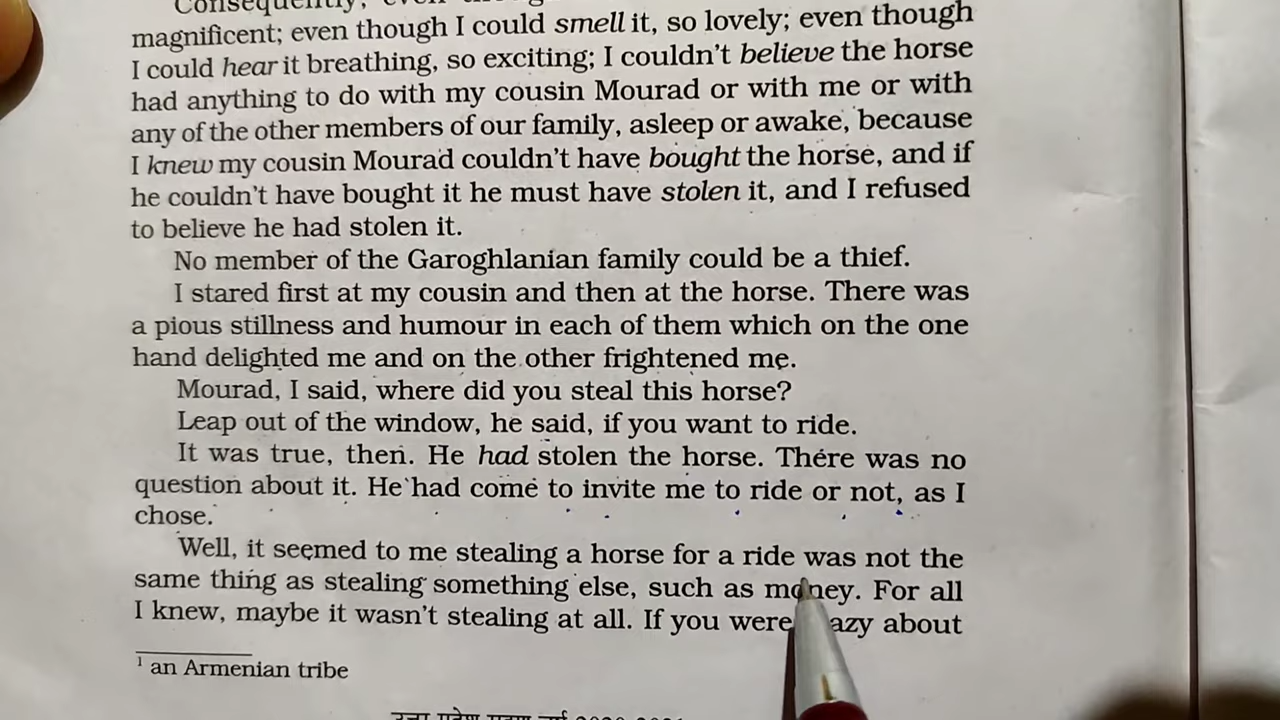 magnificent; even though I could smell it, so lovely; even though
I could hear it breathing, so exciting; I couldn't believe the horse
had anything to do with my cousin Mourad or with me or with
any of the other members of our family, asleep or awake, because
I knew my cousin Mourad couldn't have bought the horse, and if
he couldn't have bought it he must have stolen it, and I refused
to believe he had stolen it.
No member of the Garoghlanian family could be a thief.
I stared first at my cousin and then at the horse. There was
a pious stillness and humour in each of them which on the one
hand delighted me and on the other frightened me.
Mourad, I said, where did you steal this horse?
Leap out of the window, he said, if you want to ride.
It was true, then. He had stolen the horse. There was no
question about it. He had come to invite me to ride or not, as I
chose.
Well, it seemed to me stealing a horse for a ride was not the
same thing as stealing something else, such as money. For all
I knew, maybe it wasn't stealing at all. If you were about
1 an Armenian tribe